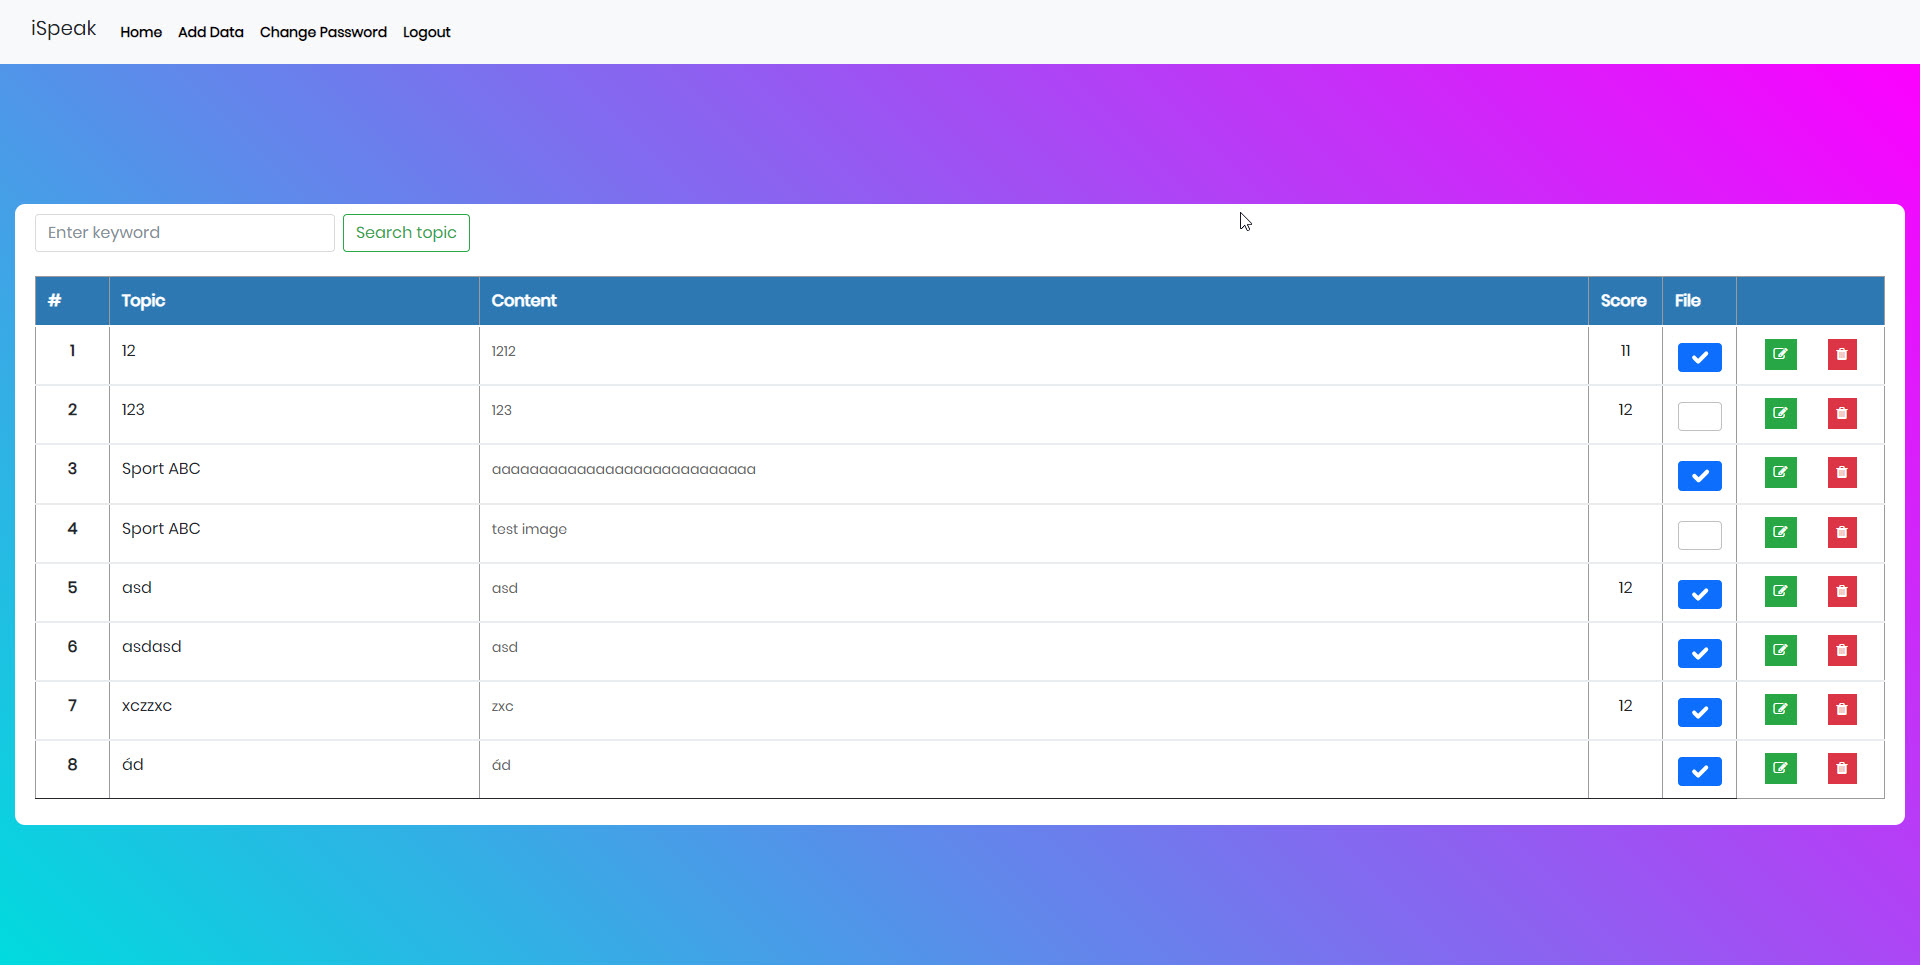 iSpeak Home Add Data Change Password Logout
Enter keyword Search topic
# Topic Content Score File
1 12 1212 11
2 123 123 12
3 Sport ABC aaaaaaaaaaaaaaaaaaaaaaaaaaaa
4 Sport ABC test image
5 asd asd 12
6 asdasd asd
7 xczzxc zxc 12
8 ád ád